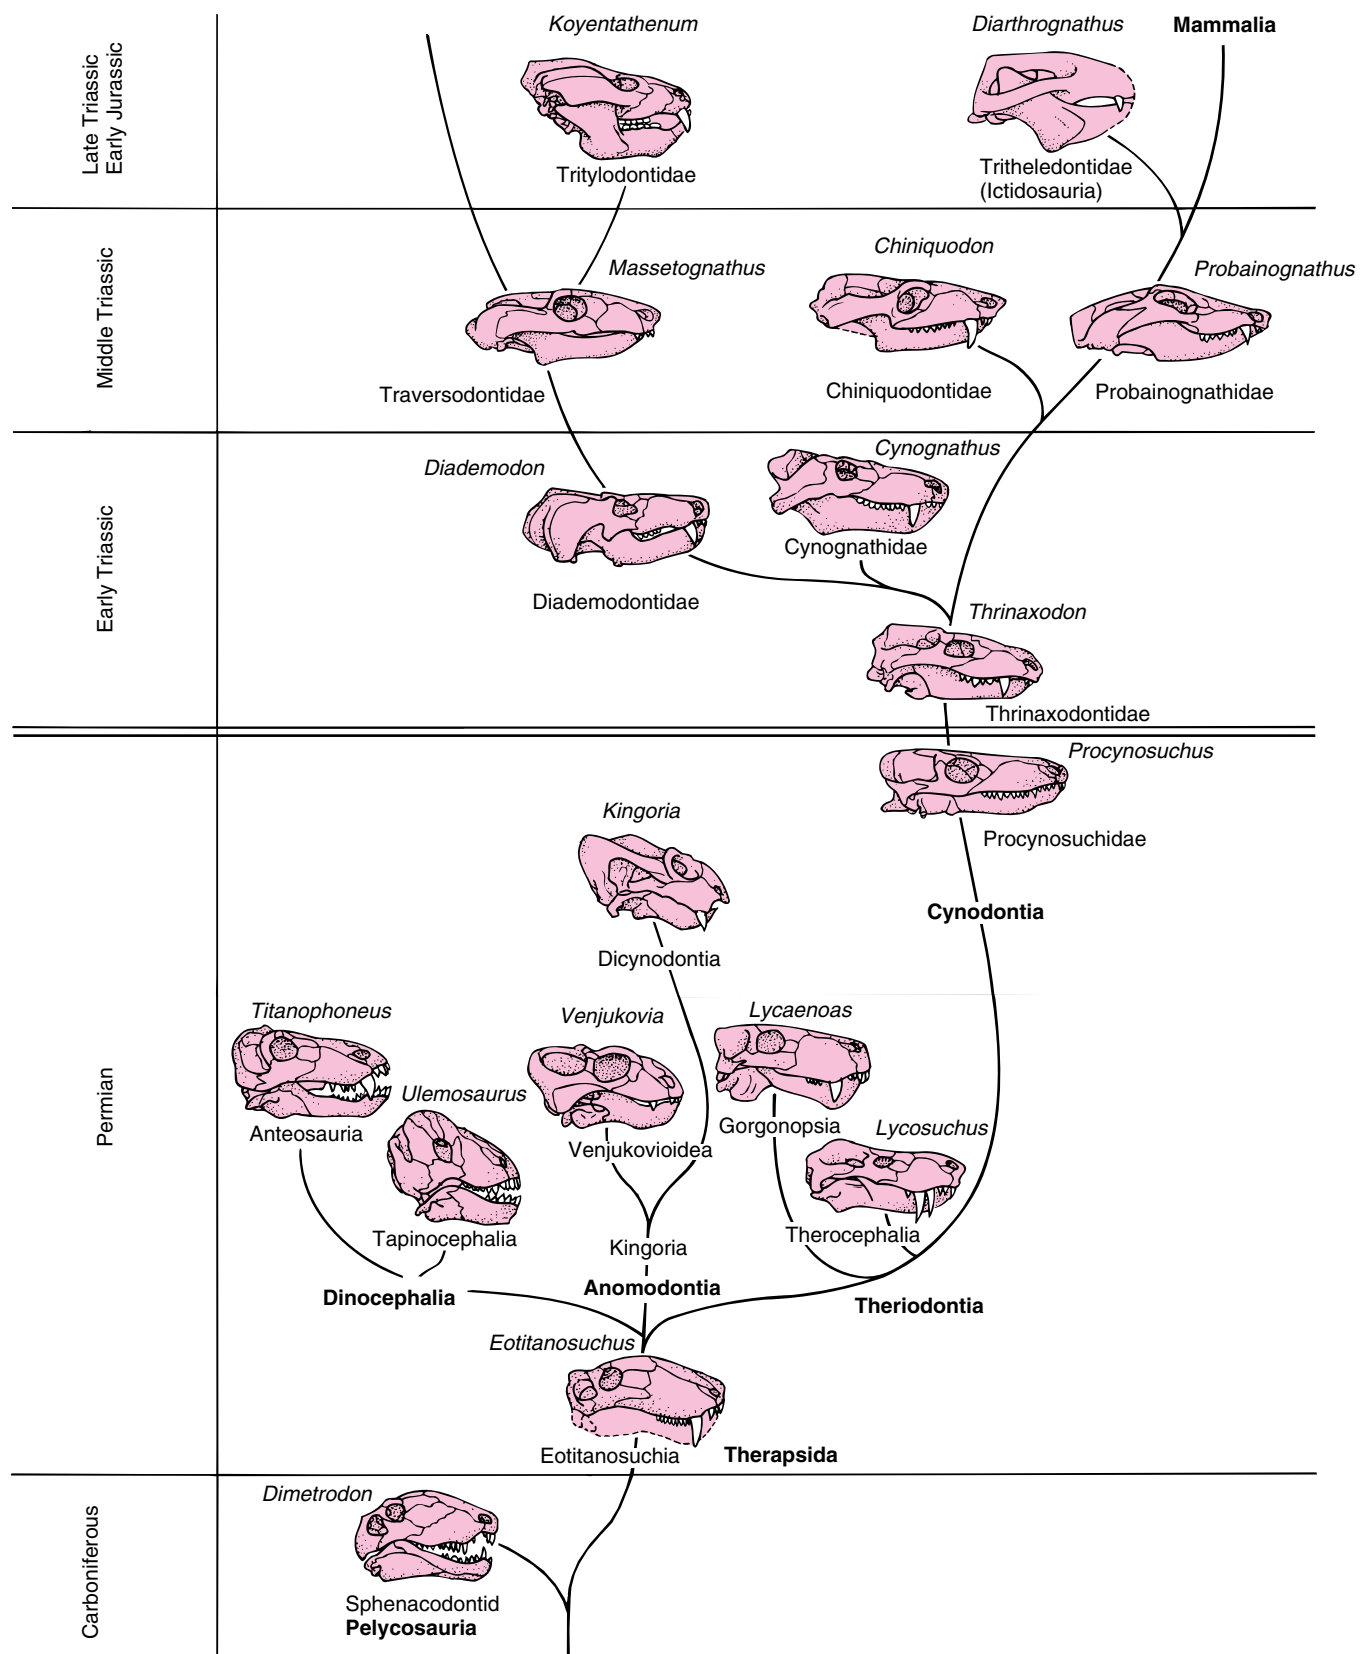 Koyentathenum
Diarthrognathus
Mammalia
Late Triassic
Early Jurassic
Tritylodontidae
Tritheledontidae
(Ictidosauria)
Middle Triassic
Massetognathus
Chiniquodon
Probainognathus
Traversodontidae
Chiniquodontidae
Probainognathidae
Early Triassic
Diademodon
Cynognathus
Cynognathidae
Diademodontidae
Thrinaxodon
Thrinaxodontidae
Permian
Procynosuchus
Procynosuchidae
Kingoria
Cynodontia
Dicynodontia
Titanophoneus
Venjukovia
Lycaenoas
Ulemosaurus
Anteosauria
Venjukovioidea
Gorgonopsia
Lycosuchus
Tapinocephalia
Kingoria
Therocephalia
Dinocephalia
Anomodontia
Theriodontia
Eotitanosuchus
Eotitanosuchia
Therapsida
Carboniferous
Dimetrodon
Sphenacodontid
Pelycosauria